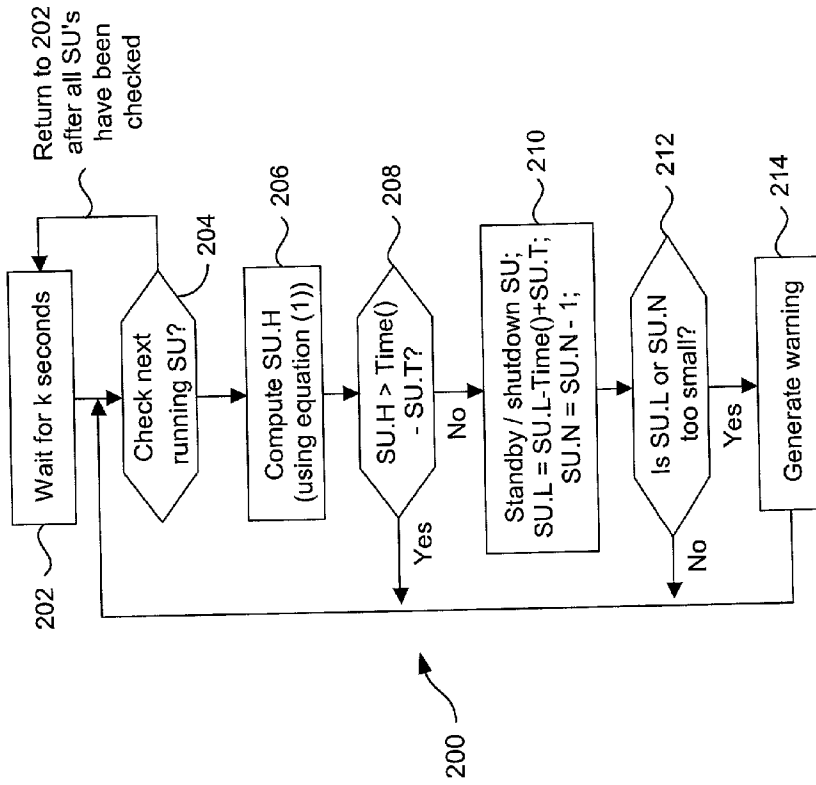 Return to 202
after all SU's
have been
checked
Wait for k seconds
202
Check next
running SU?
204
Compute SU.H
(using equation (1))
206
SU.H > Time()
- SU.T?
208
Yes
No
Standby / shutdown SU;
SU.L = SU.L-Time()+SU.T;
SU.N = SU.N - 1;
210
Is SU.L or SU.N
too small?
212
No
Yes
Generate warning
214
200